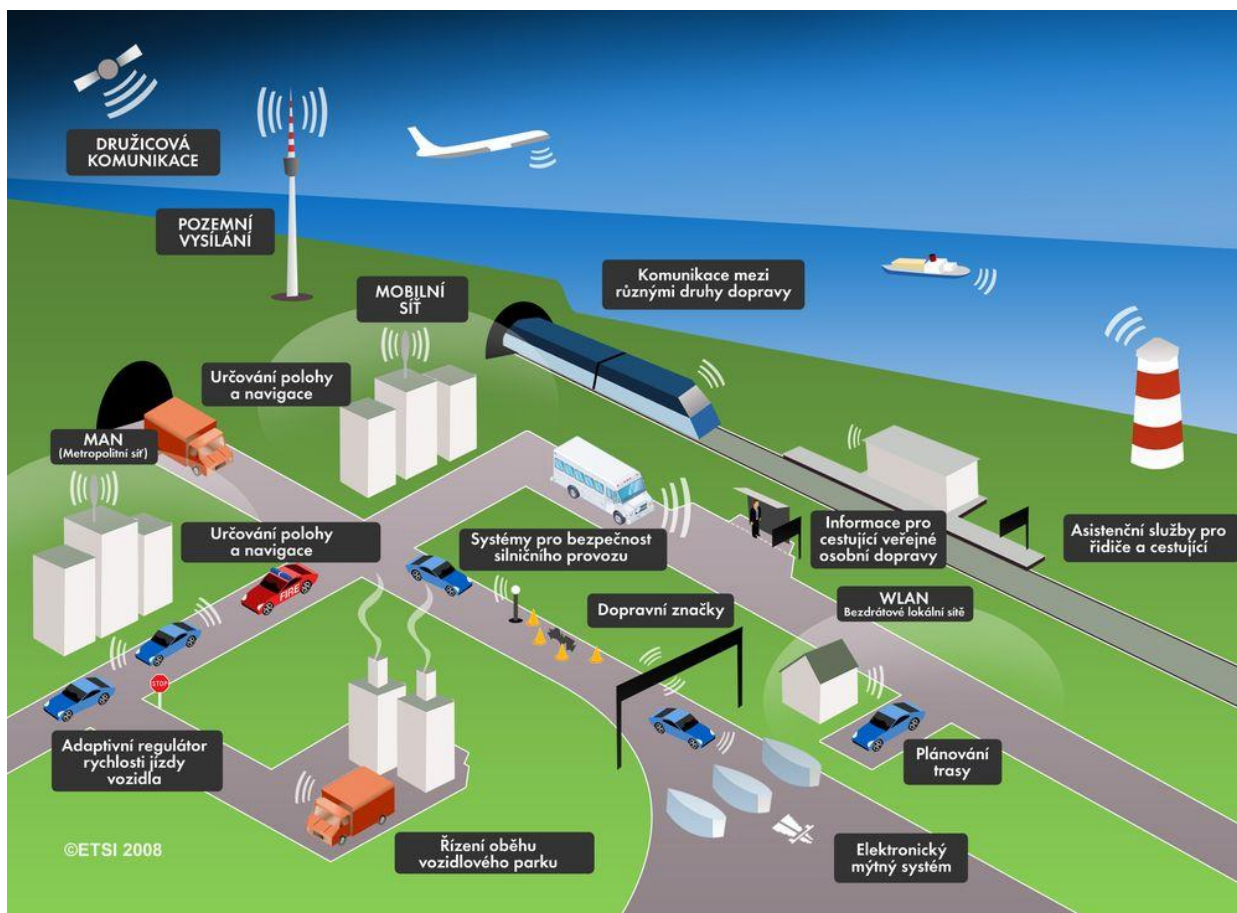 DRUŽICOVÁ
KOMUNIKACE
POZEMNÍ
VYSÍLÁNÍ
MOBILNÍ
SÍŤ
Komunikace mezi
různými druhy dopravy
Určování polohy
a navigace
MAN
(Metropolitní síť)
Určování polohy
a navigace
Systémy pro bezpečnost
silničního provozu
Informace pro
cestující veřejné
osobní dopravy
Asistenční služby pro
řidiče a cestující
FIRE
Dopravní značky
WLAN
Bezdrátové lokální sítě
STOP
Adaptivní regulátor
rychlosti jízdy
vozidla
Plánování
trasy
©ETSI 2008
Řízení oběhu
vozidlového parku
Elektronický
mýtný systém